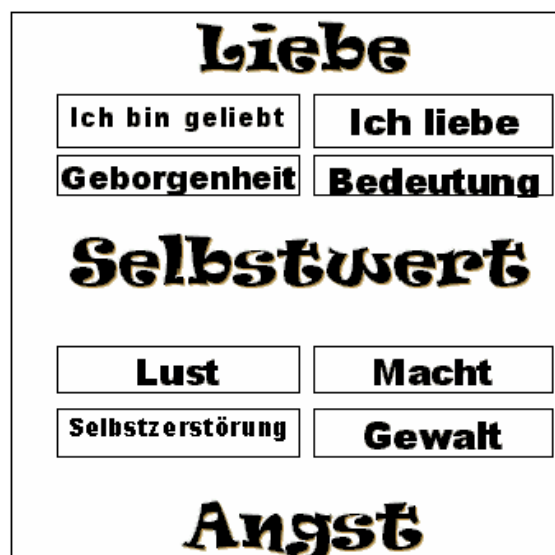 Liebe
Ich bin geliebt Ich liebe
Geborgenheit Bedeutung
Selbstwert
Lust Macht
Selbstzerstörung Gewalt
Angst